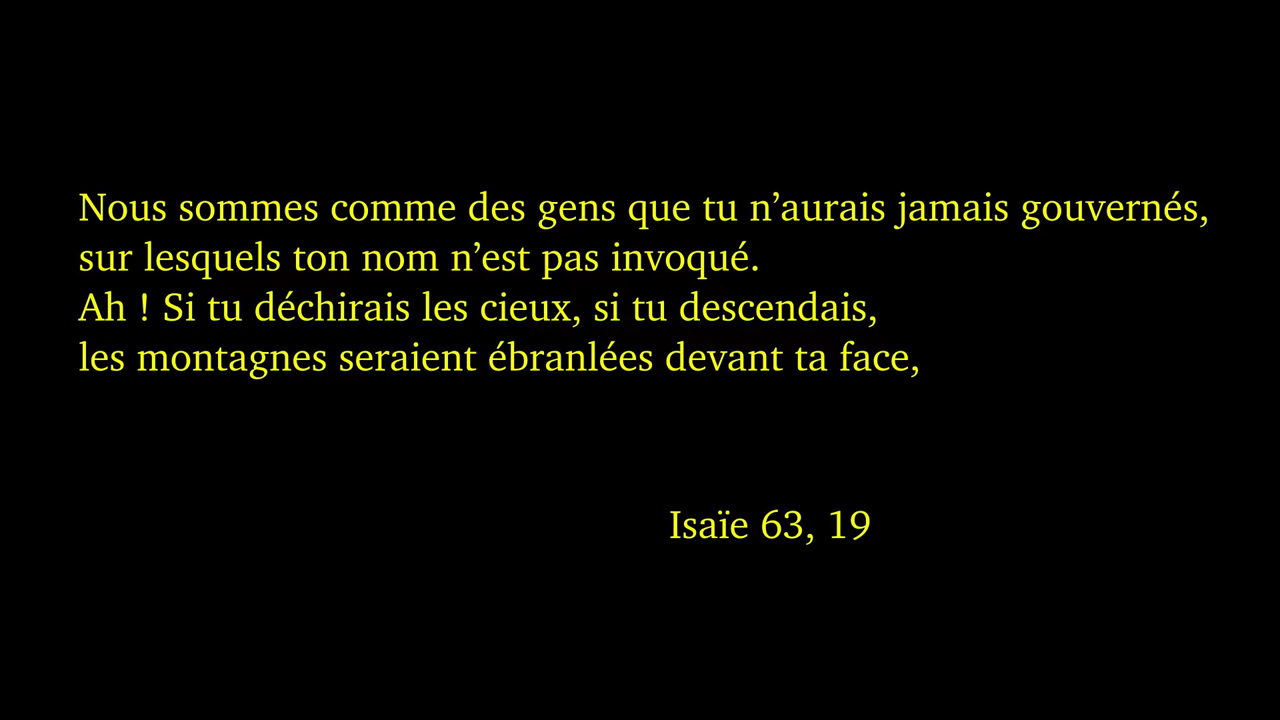 Nous sommes comme des gens que tu n’aurais jamais gouvernés,
sur lesquels ton nom n’est pas invoqué.
Ah ! Si tu déchirais les cieux, si tu descendais,
les montagnes seraient ébranlées devant ta face,
Isaïe 63, 19